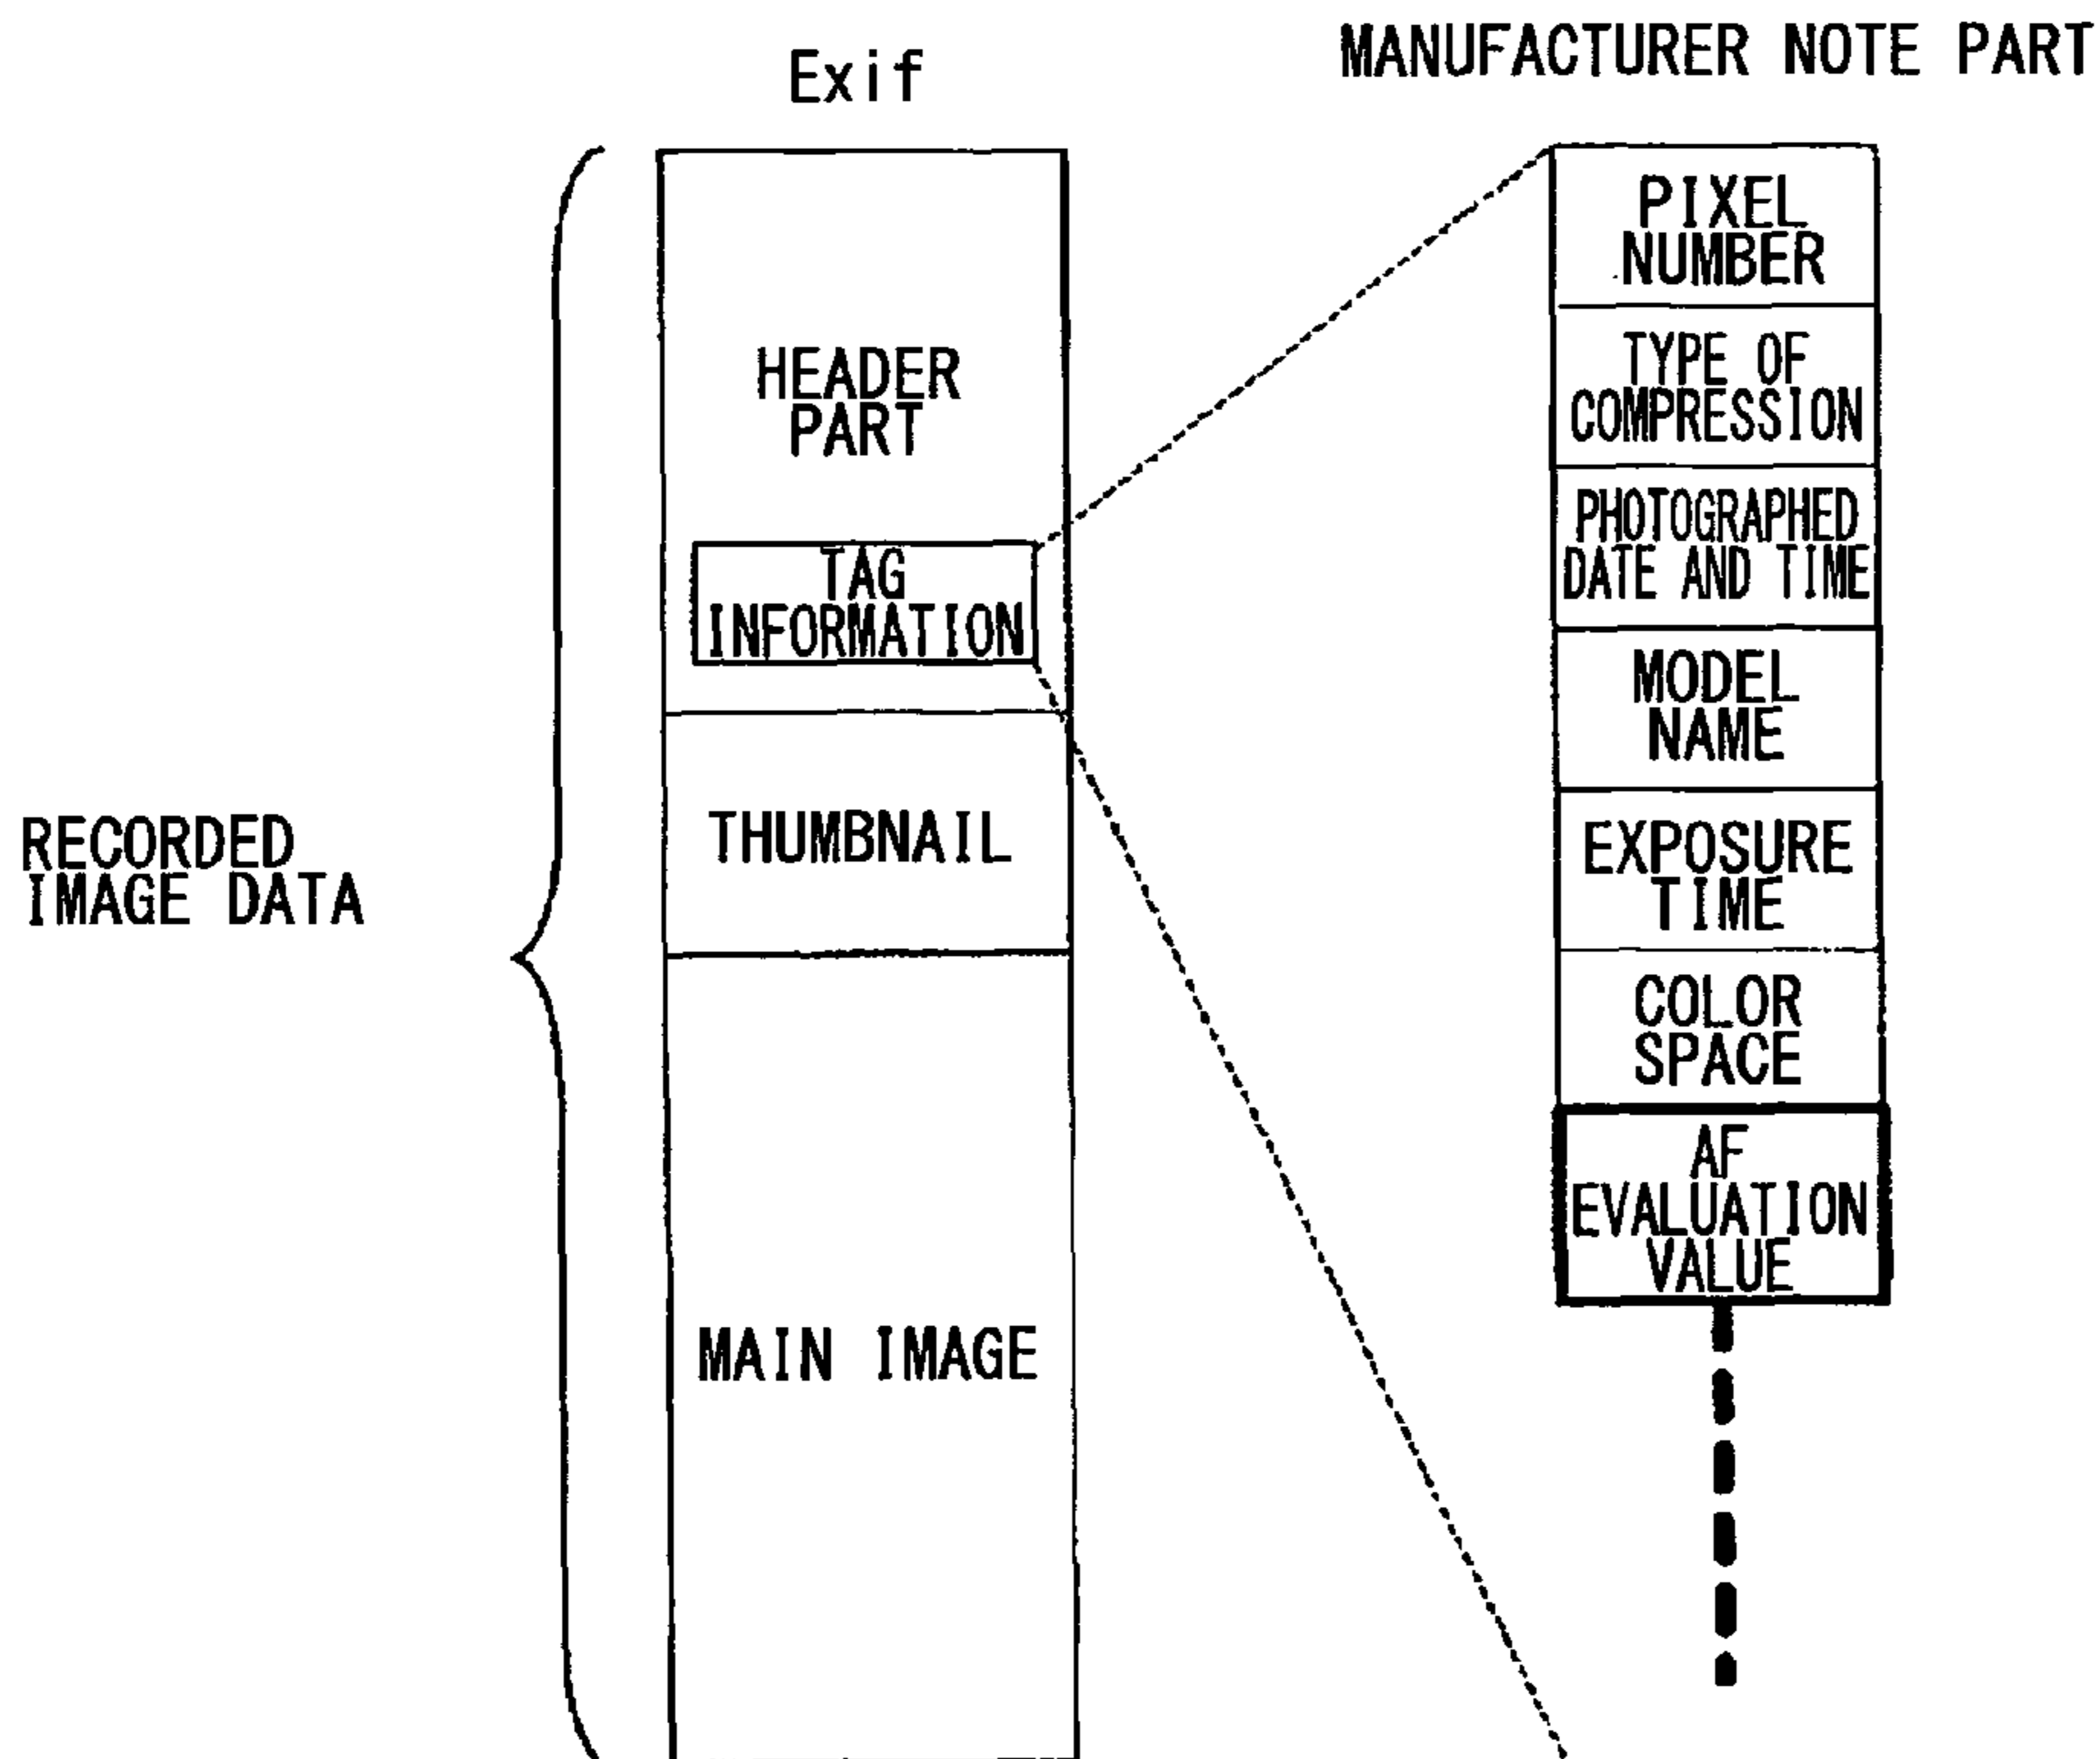 Exif
MANUFACTURER NOTE PART
RECORDED
IMAGE DATA
HEADER
PART
TAG
INFORMATION
THUMBNAIL
MAIN IMAGE
PIXEL
NUMBER
TYPE OF
COMPRESSION
PHOTOGRAPHED
DATE AND TIME
MODEL
NAME
EXPOSURE
TIME
COLOR
SPACE
AF
EVALUATION
VALUE